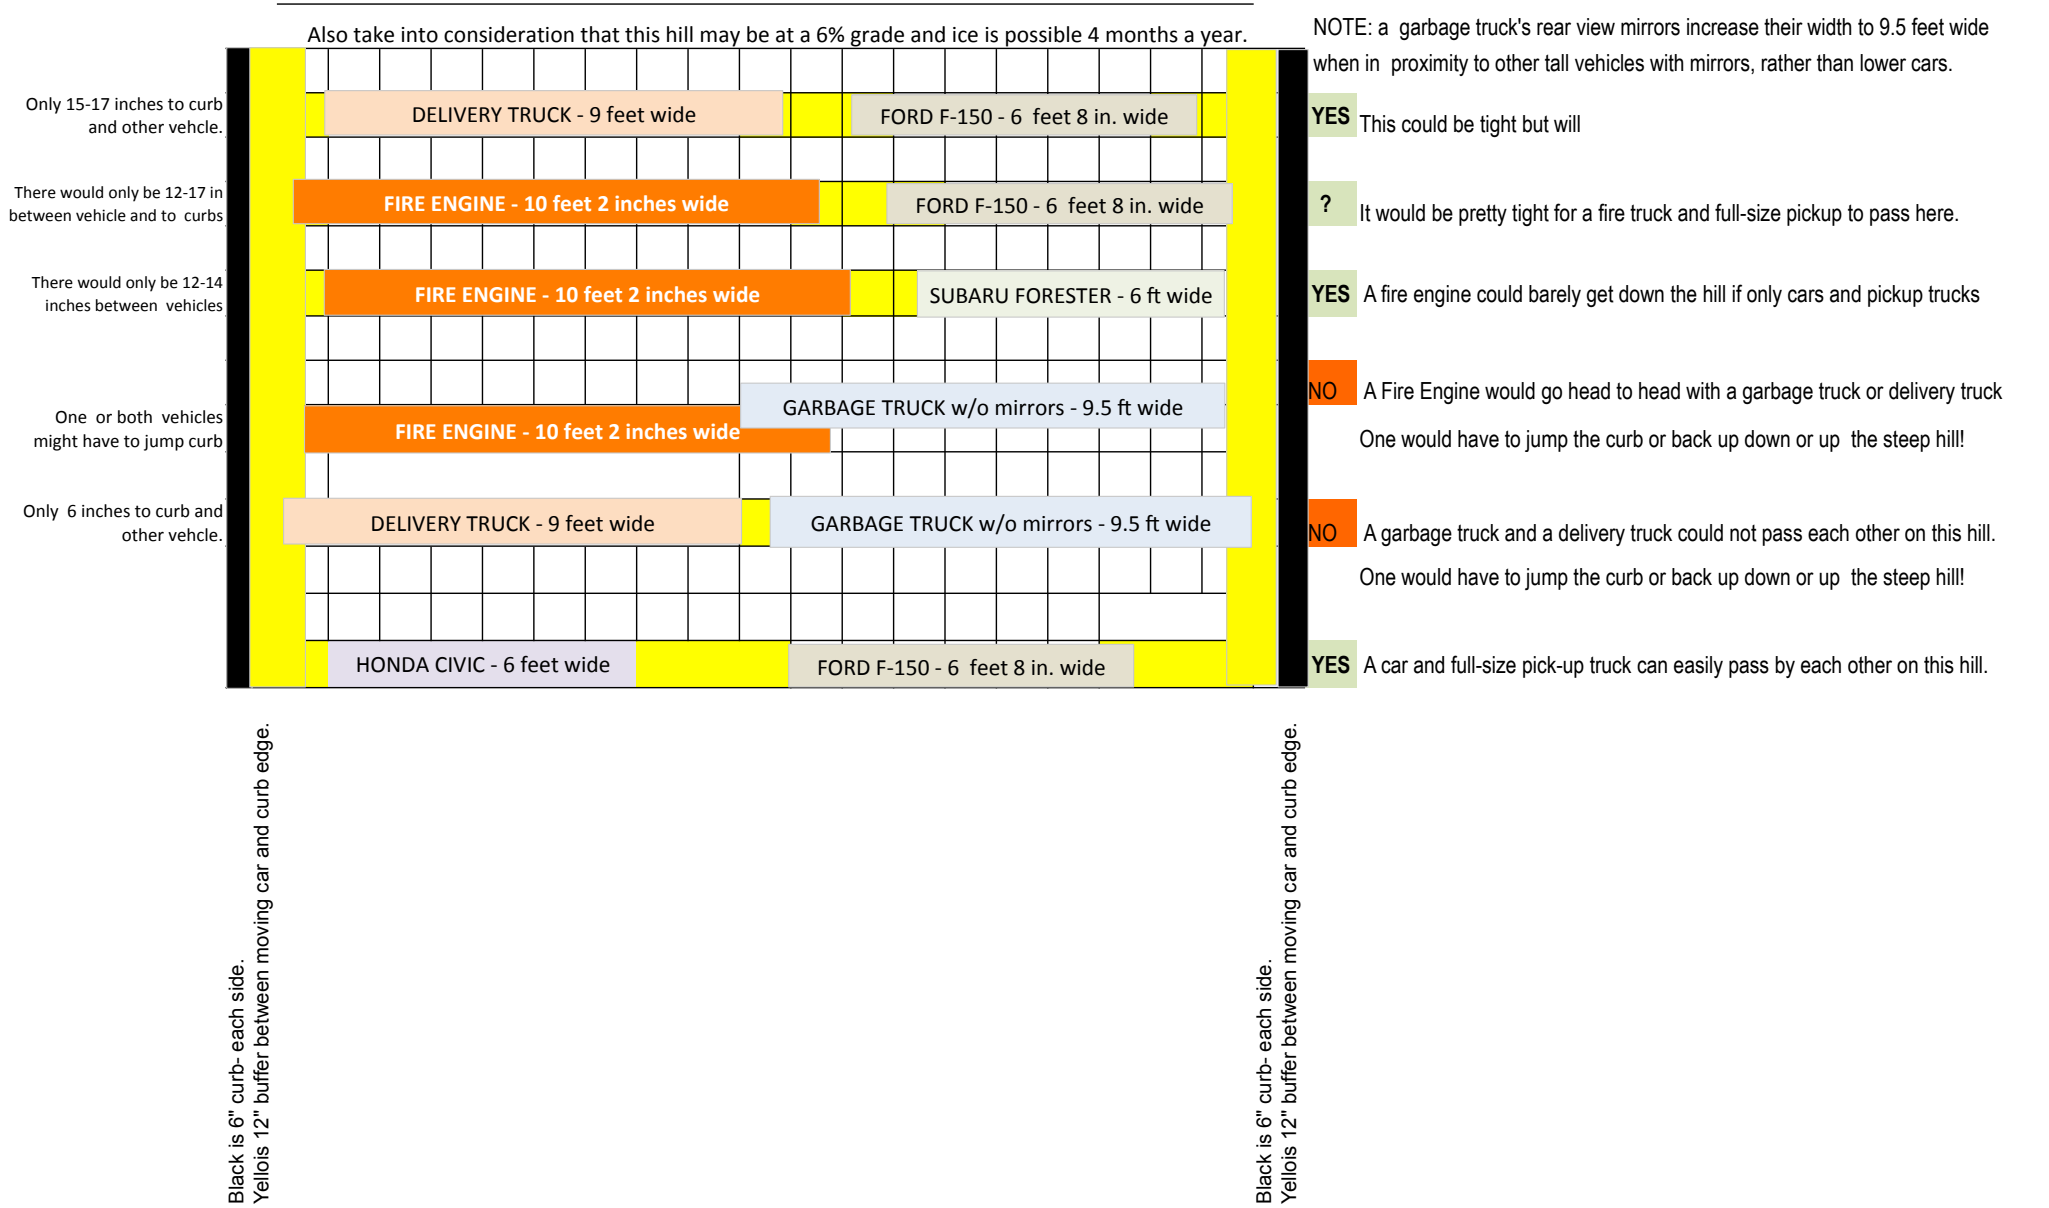 Also take into consideration that this hill may be at a 6% grade and ice is possible 4 months a year.
NOTE: a garbage truck's rear view mirrors increase their width to 9.5 feet wide
when in proximity to other tall vehicles with mirrors, rather than lower cars.
Only 15-17 inches to curb
and other vehcle.
DELIVERY TRUCK - 9 feet wide
FORD F-150 - 6 feet 8 in. wide
YES
This could be tight but will
There would only be 12-17 in
between vehicle and to curbs
FIRE ENGINE - 10 feet 2 inches wide
FORD F-150 - 6 feet 8 in. wide
?
It would be pretty tight for a fire truck and full-size pickup to pass here.
There would only be 12-14
inches between vehicles
FIRE ENGINE - 10 feet 2 inches wide
SUBARU FORESTER - 6 ft wide
YES
A fire engine could barely get down the hill if only cars and pickup trucks
One or both vehicles
might have to jump curb
GARBAGE TRUCK w/o mirrors - 9.5 ft wide
FIRE ENGINE - 10 feet 2 inches wide
NO
A Fire Engine would go head to head with a garbage truck or delivery truck
One would have to jump the curb or back up down or up the steep hill!
Only 6 inches to curb and
other vehcle.
DELIVERY TRUCK - 9 feet wide
GARBAGE TRUCK w/o mirrors - 9.5 ft wide
NO
A garbage truck and a delivery truck could not pass each other on this hill.
One would have to jump the curb or back up down or up the steep hill!
HONDA CIVIC - 6 feet wide
FORD F-150 - 6 feet 8 in. wide
YES
A car and full-size pick-up truck can easily pass by each other on this hill.
Black is 6" curb- each side.
Yellois 12" buffer between moving car and curb edge.
Black is 6" curb- each side.
Yellois 12" buffer between moving car and curb edge.